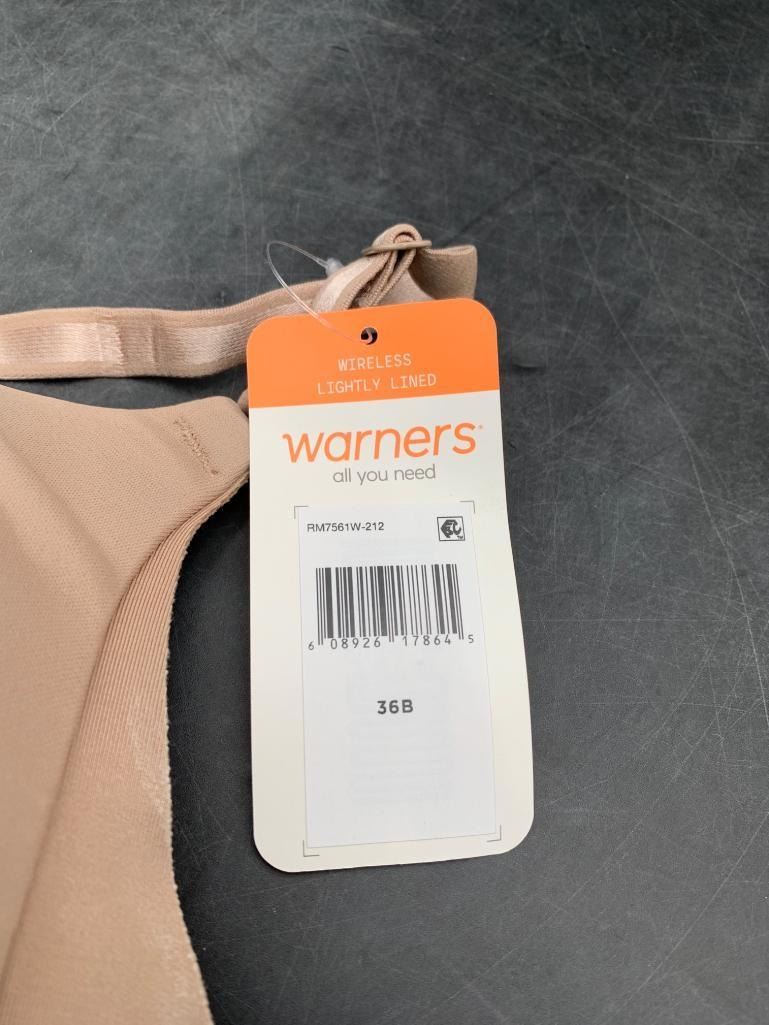 WIRELESS
LIGHTLY LINED
warners®
all you need
RM7561W-212
6 08926 17864 5
36B